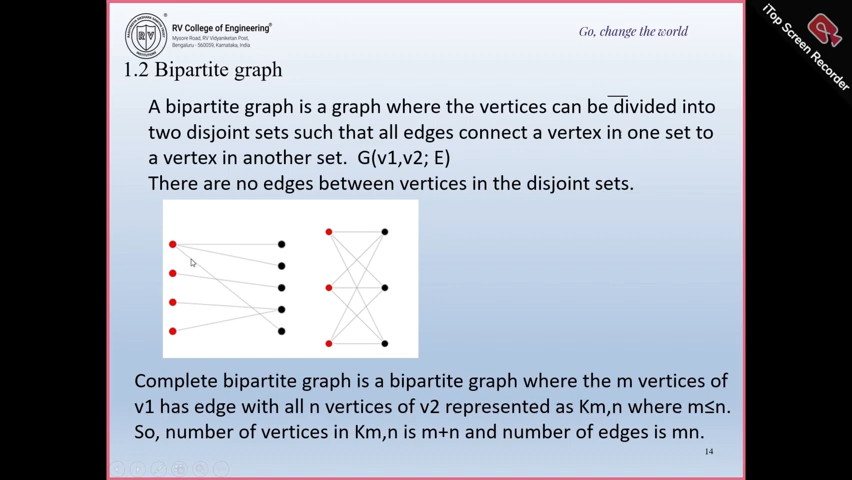 RV College of Engineering®
Mysore Road, RV Vidyaniketan Post,
Bengaluru - 560059, Karnataka, India
Go, change the world
iTop Screen Recorder
1.2 Bipartite graph
A bipartite graph is a graph where the vertices can be divided into
two disjoint sets such that all edges connect a vertex in one set to
a vertex in another set. G(v1,v2; E)
There are no edges between vertices in the disjoint sets.
Complete bipartite graph is a bipartite graph where the m vertices of
v1 has edge with all n vertices of v2 represented as Km,n where m≤n.
So, number of vertices in Km,n is m+n and number of edges is mn.
14